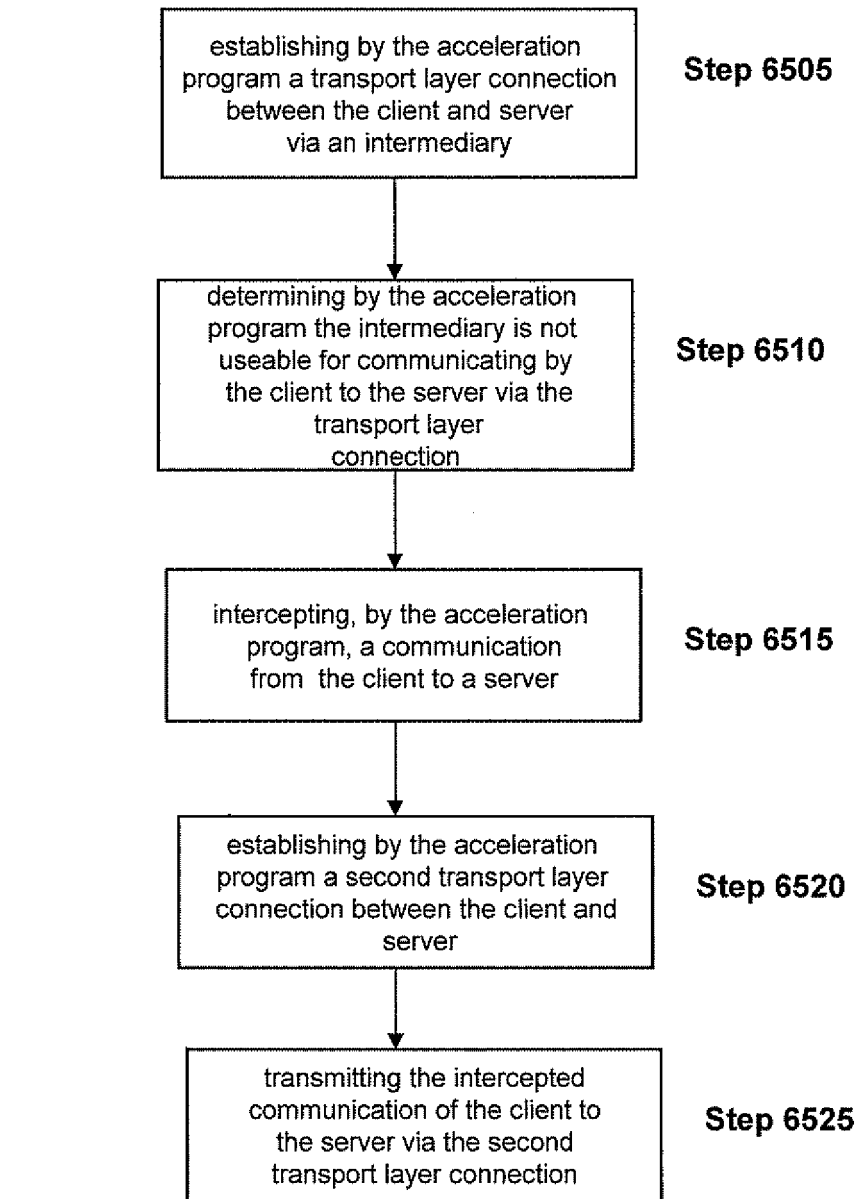 establishing by the acceleration
program a transport layer connection
between the client and server
via an intermediary
Step 6505
determining by the acceleration
program the intermediary is not
useable for communicating by
the client to the server via the
transport layer
connection
Step 6510
intercepting, by the acceleration
program, a communication
from the client to a server
Step 6515
establishing by the acceleration
program a second transport layer
connection between the client and
server
Step 6520
transmitting the intercepted
communication of the client to
the server via the second
transport layer connection
Step 6525